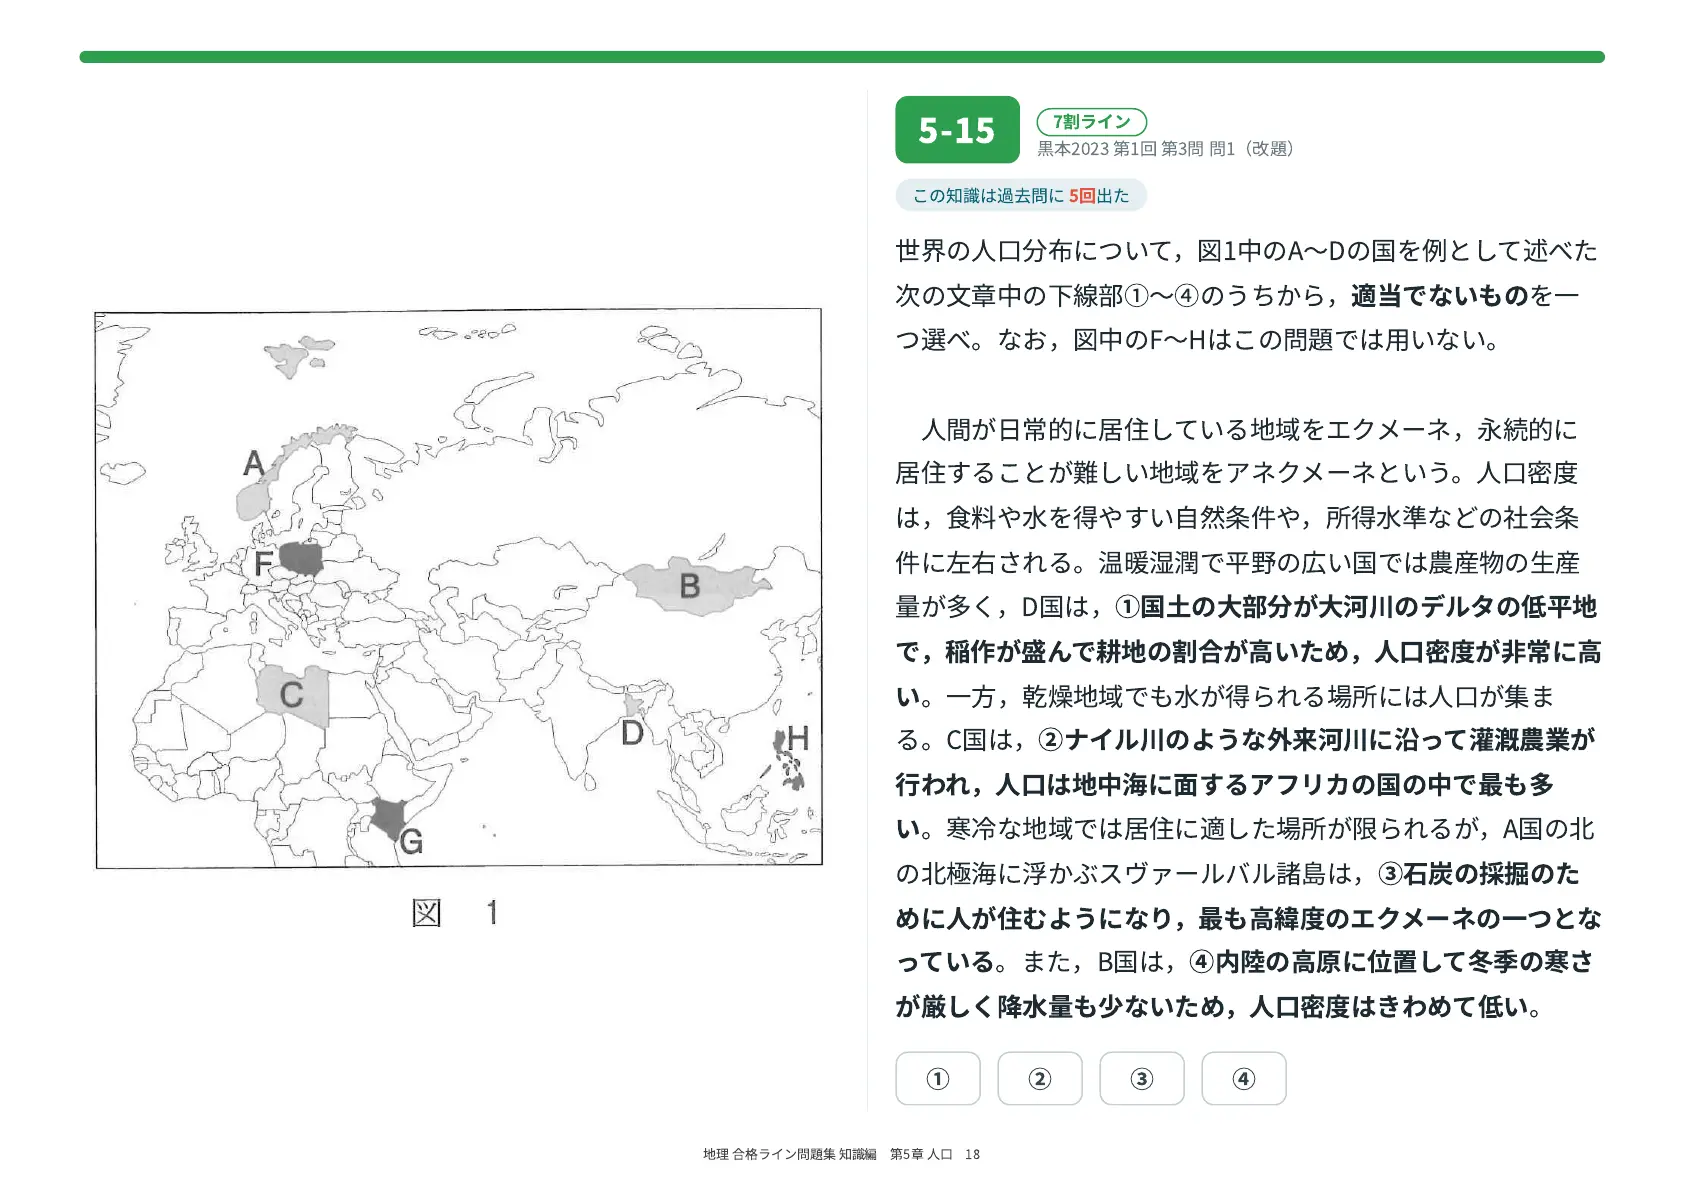 5-15
7割ライン
黒本2023 第1回 第3問 問1（改題）
この知識は過去問に 5回出た
世界の人口分布について，図1中のA～Dの国を例として述べた
次の文章中の下線部①～④のうちから，適当でないものを一
つ選べ。なお，図中のF～Hはこの問題では用いない。
人間が日常的に居住している地域をエクメーネ，永続的に
居住することが難しい地域をアネクメーネという。人口密度
は，食料や水を得やすい自然条件や，所得水準などの社会条
件に左右される。温暖湿潤で平野の広い国では農産物の生産
量が多く，D国は，①国土の大部分が大河川のデルタの低平地
で，稲作が盛んで耕地の割合が高いため，人口密度が非常に高
い。一方，乾燥地域でも水が得られる場所には人口が集ま
る。C国は，②ナイル川のような外来河川に沿って灌漑農業が
行われ，人口は地中海に面するアフリカの国の中で最も多
い。寒冷な地域では居住に適した場所が限られるが，A国の北
の北極海に浮かぶスヴァールバル諸島は，③石炭の採掘のた
めに人が住むようになり，最も高緯度のエクメーネの一つとな
っている。また，B国は，④内陸の高原に位置して冬季の寒さ
が厳しく降水量も少ないため，人口密度はきわめて低い。
① ② ③ ④
A
F
B
C
D
H
G
図 1
地理 合格ライン問題集 知識編 第5章 人口 18